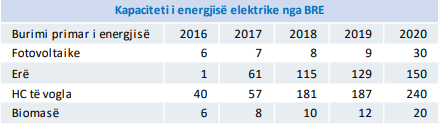 Kapaciteti i energjisë elektrike nga BRE
Burimi primar i energjisë 2016 2017 2018 2019 2020
Fotovoltaike 6 7 8 9 30
Erë 1 61 115 129 150
HC të vogla 40 57 181 187 240
Biomasë 6 8 10 12 20